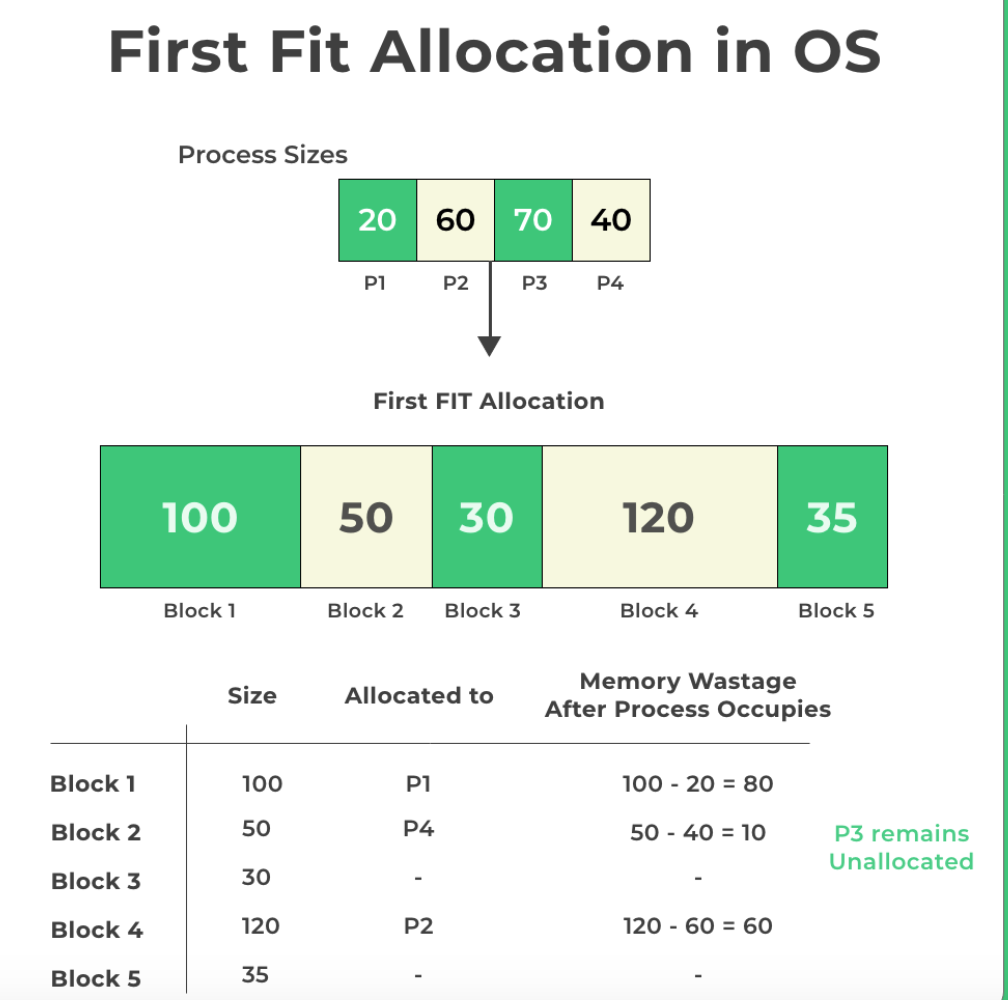 First Fit Allocation in OS
Process Sizes
20 60 70 40
P1 P2 P3 P4
First FIT Allocation
100 50 30 120 35
Block 1 Block 2 Block 3 Block 4 Block 5
Size Allocated to Memory Wastage
After Process Occupies
Block 1 100 P1 100 - 20 = 80
Block 2 50 P4 50 - 40 = 10
P3 remains
Unallocated
Block 3 30 - -
Block 4 120 P2 120 - 60 = 60
Block 5 35 - -